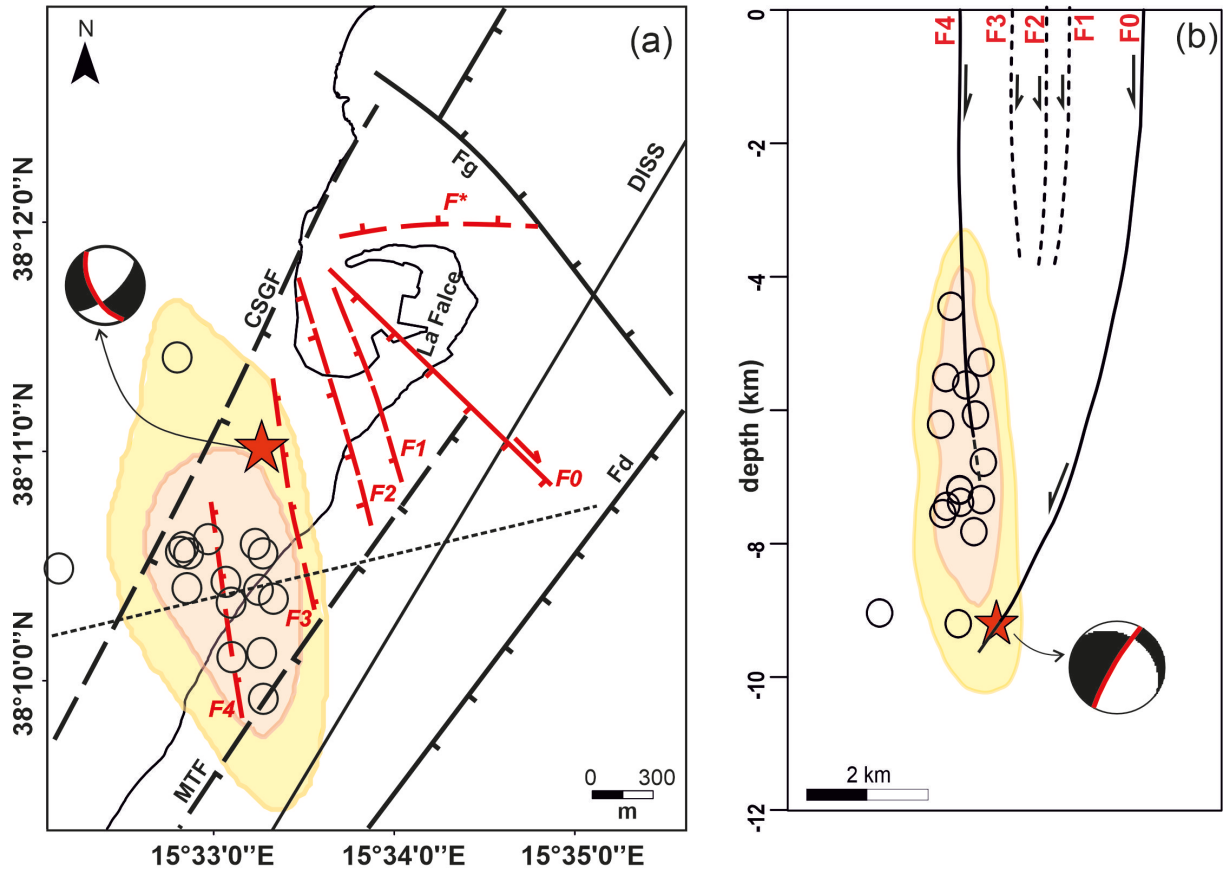 N
(a)
Fg
F*
DISS
CSGF
La Falce
F1
F2
F0
Fd
F3
F4
MTF
0 300
m
38°12'0''N
38°11'0''N
38°10'0''N
15°33'0''E
15°34'0''E
15°35'0''E
(b)
F4
F3
F2
F1
F0
0
-2
-4
-6
-8
-10
-12
depth (km)
2 km